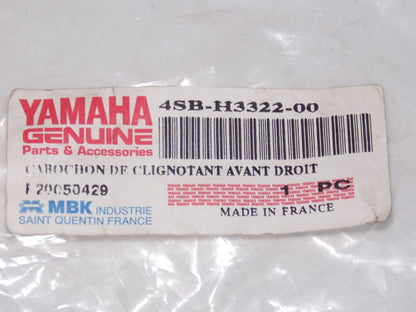 YAMAHA
GENUINE
Parts & Accessories
4SB-H3322-00
CABOCHON DE CLIGNOTANT AVANT DROIT
F20050429
1 PC
MBK INDUSTRIE
SAINT QUENTIN FRANCE
MADE IN FRANCE